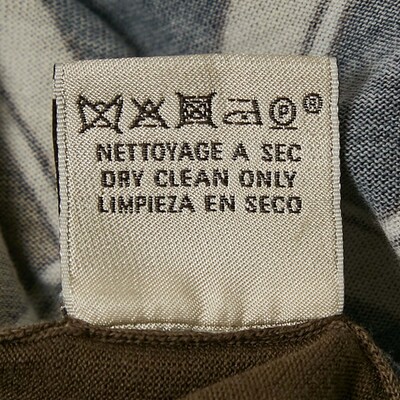 P ®
NETTOYAGE A SEC
DRY CLEAN ONLY
LIMPIEZA EN SECO